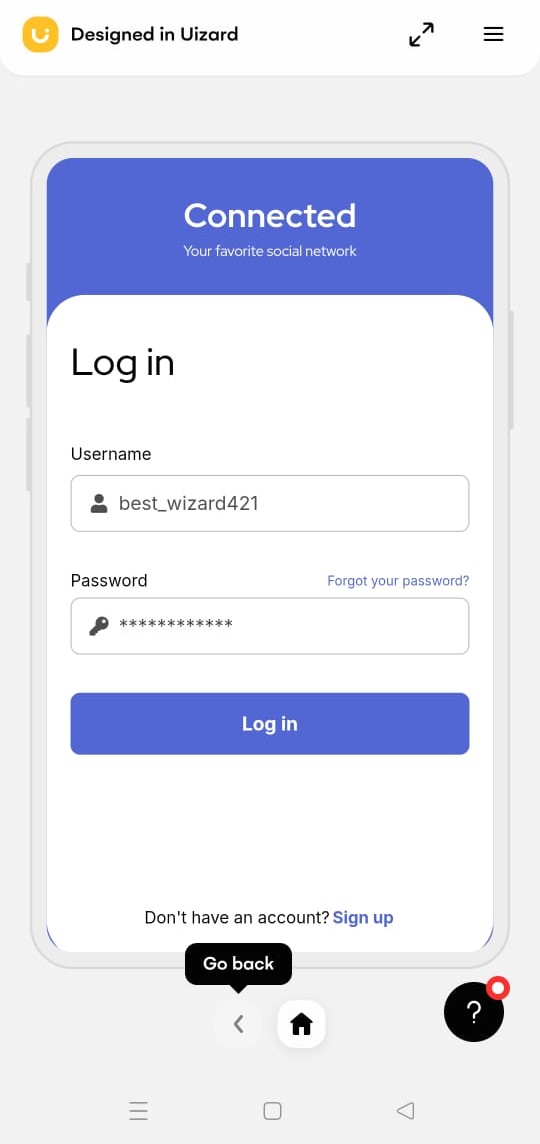 Designed in Uizard
Connected
Your favorite social network
Log in
Username
best_wizard421
Password
Forgot your password?
************
Log in
Don't have an account? Sign up
Go back
?